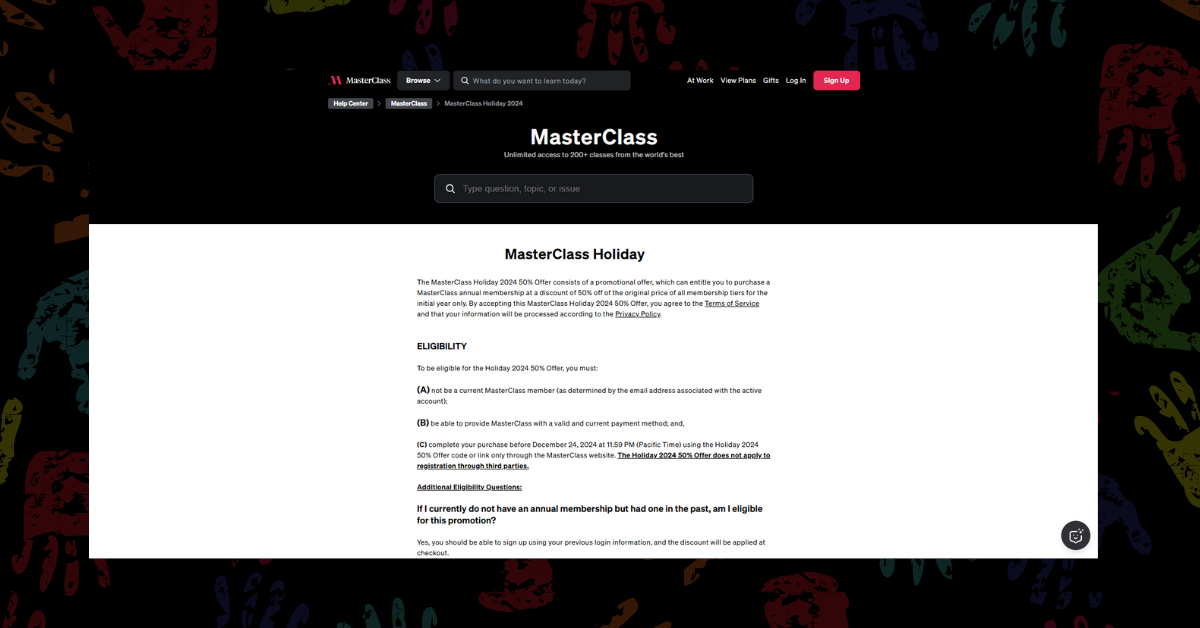 MasterClass Browse What do you want to learn today? At Work View Plans Gifts Log In Sign Up
Help Center > MasterClass > MasterClass Holiday 2024
MasterClass
Unlimited access to 200+ classes from the world's best
Type question, topic, or issue
MasterClass Holiday
The MasterClass Holiday 2024 50% Offer consists of a promotional offer, which can entitle you to purchase a
MasterClass annual membership at a discount of 50% off of the original price of all membership tiers for the
initial year only. By accepting this MasterClass Holiday 2024 50% Offer, you agree to the Terms of Service
and that your information will be processed according to the Privacy Policy.
ELIGIBILITY
To be eligible for the Holiday 2024 50% Offer, you must:
(A) not be a current MasterClass member (as determined by the email address associated with the active
account);
(B) be able to provide MasterClass with a valid and current payment method; and,
(C) complete your purchase before December 24, 2024 at 11:59 PM (Pacific Time) using the Holiday 2024
50% Offer code or link only through the MasterClass website. The Holiday 2024 50% Offer does not apply to
registration through third parties.
Additional Eligibility Questions:
If I currently do not have an annual membership but had one in the past, am I eligible
for this promotion?
Yes, you should be able to sign up using your previous login information, and the discount will be applied at
checkout.